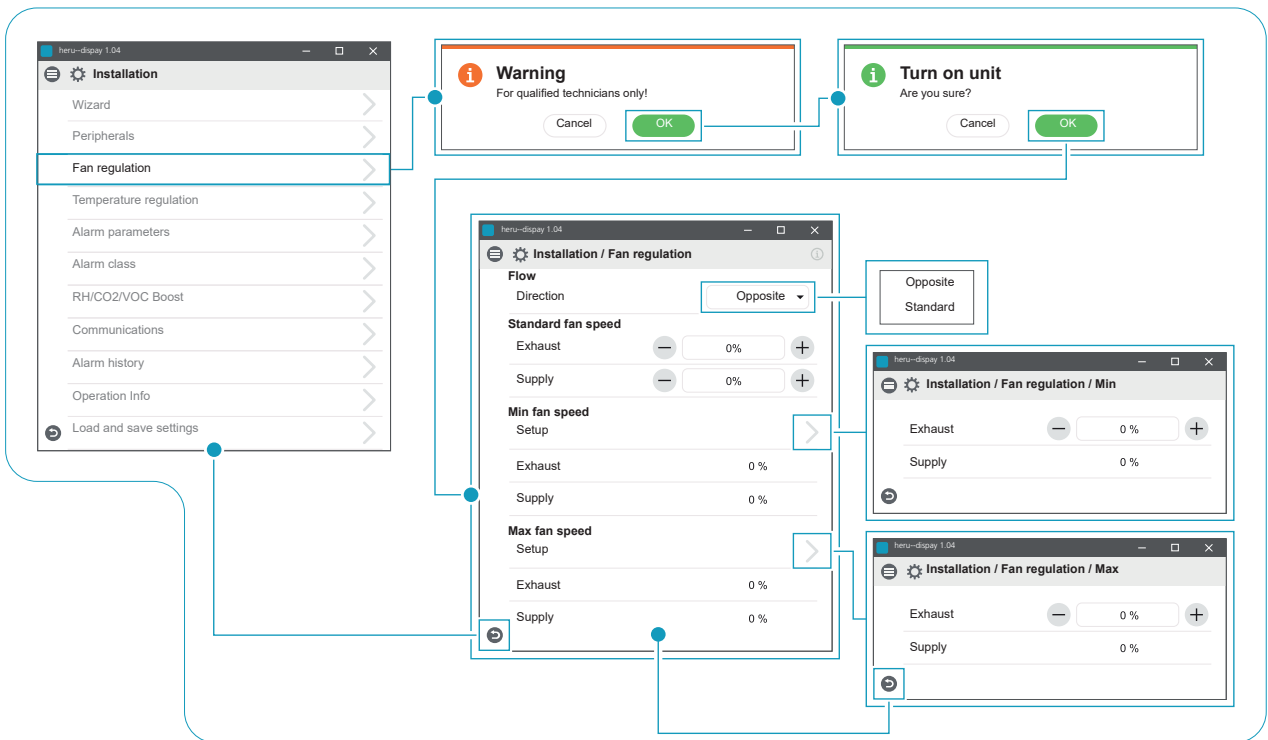 heru--dispay 1.04
Installation
Wizard
Peripherals
Fan regulation
Temperature regulation
Alarm parameters
Alarm class
RH/CO2/VOC Boost
Communications
Alarm history
Operation Info
Load and save settings
Warning
For qualified technicians only!
Cancel OK
Turn on unit
Are you sure?
Cancel OK
heru--dispay 1.04
Installation / Fan regulation
Flow
Direction Opposite
Standard fan speed
Exhaust 0%
Supply 0%
Min fan speed
Setup
Exhaust 0 %
Supply 0 %
Max fan speed
Setup
Exhaust 0 %
Supply 0 %
Opposite
Standard
heru--dispay 1.04
Installation / Fan regulation / Min
Exhaust 0 %
Supply 0 %
heru--dispay 1.04
Installation / Fan regulation / Max
Exhaust 0 %
Supply 0 %